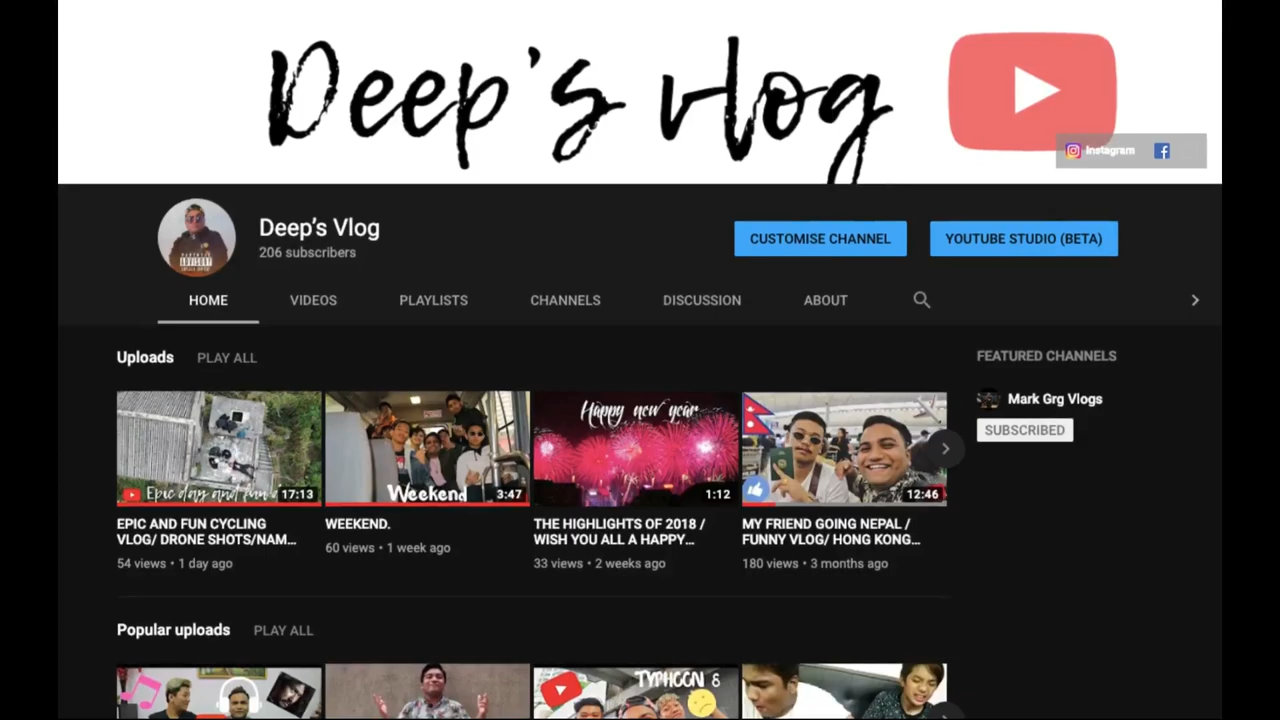 Deep's vlog
Instagram
Deep's Vlog
206 subscribers
CUSTOMISE CHANNEL
YOUTUBE STUDIO (BETA)
HOME
VIDEOS
PLAYLISTS
CHANNELS
DISCUSSION
ABOUT
Uploads
PLAY ALL
FEATURED CHANNELS
Mark Grg Vlogs
SUBSCRIBED
Epic day and fun
17:13
EPIC AND FUN CYCLING
VLOG/ DRONE SHOTS/NAM...
54 views • 1 day ago
Weekend
3:47
WEEKEND.
60 views • 1 week ago
Happy new year
1:12
THE HIGHLIGHTS OF 2018 /
WISH YOU ALL A HAPPY...
33 views • 2 weeks ago
12:46
MY FRIEND GOING NEPAL /
FUNNY VLOG/ HONG KONG...
180 views • 3 months ago
Popular uploads
PLAY ALL
TYPHOON 8